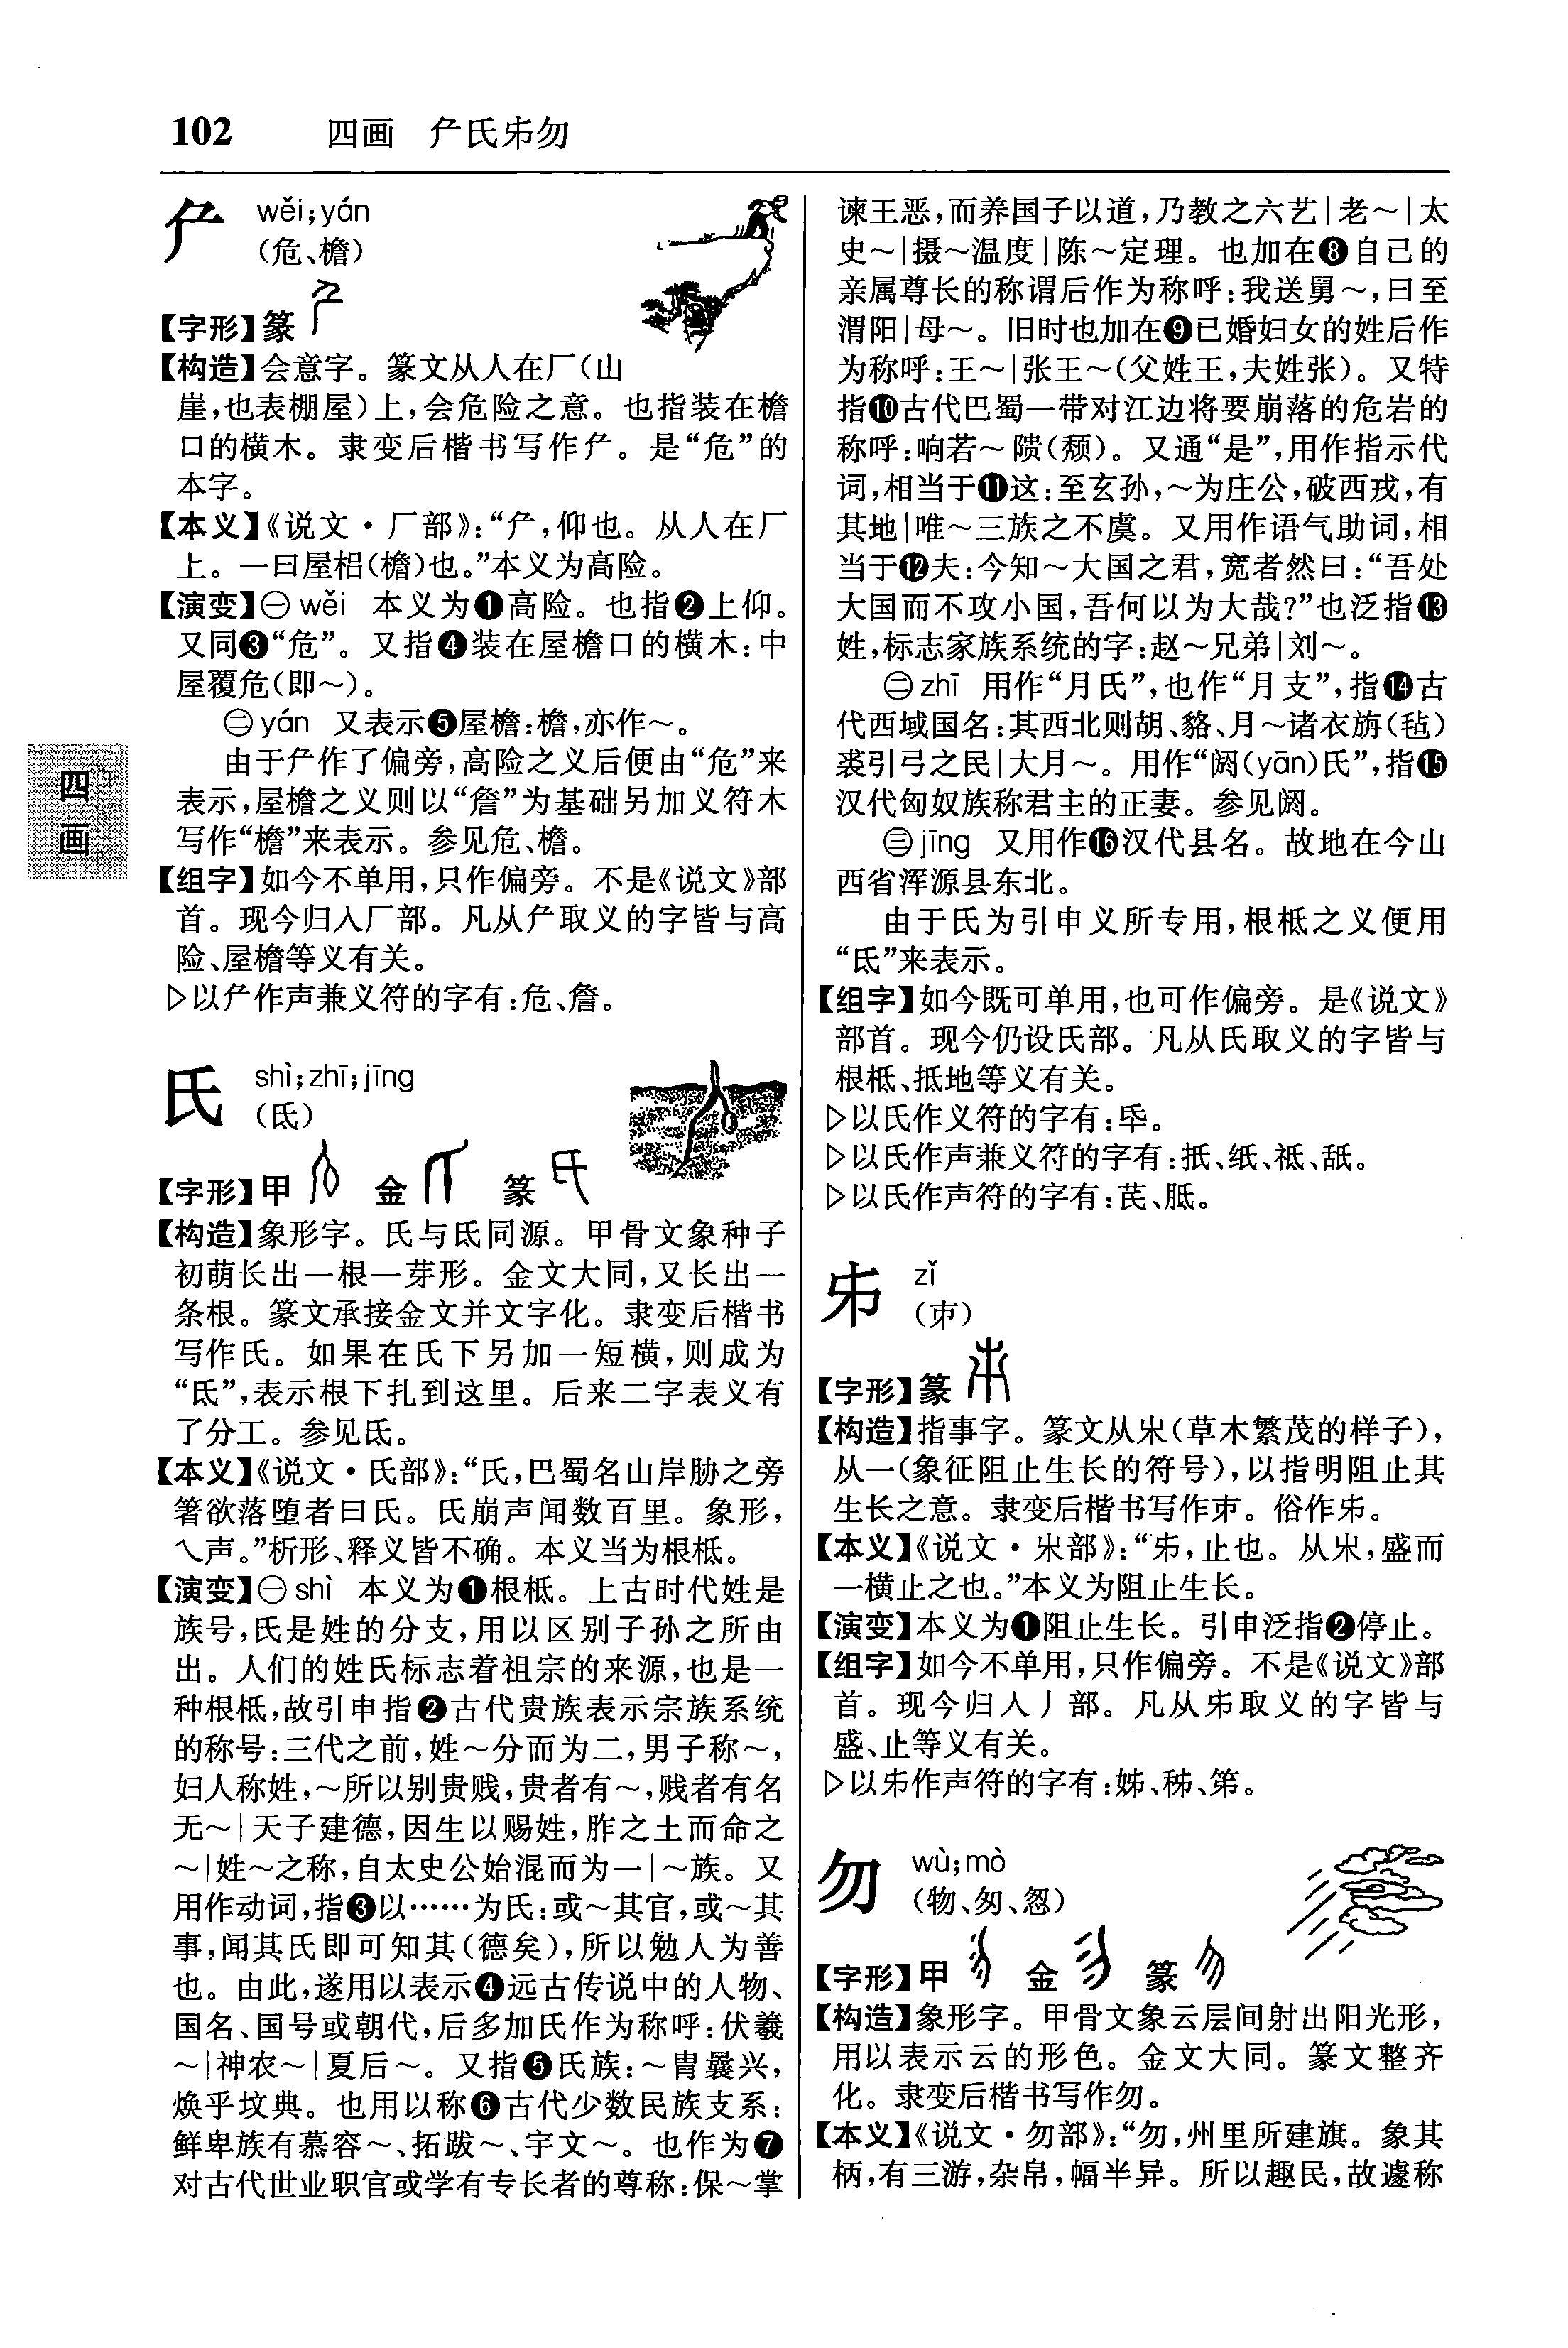 102 四画 厃氏𠂔勿
厃 wěi;yán
(危、檐)
【字形】篆
【构造】会意字。篆文从人在厂(山
崖,也表棚屋)上,会危险之意。也指装在檐
口的横木。隶变后楷书写作厃。是“危”的
本字。
【本义】《说文·厂部》:“厃,仰也。从人在厂
上。一曰屋梠(檐)也。”本义为高险。
【演变】㊀wěi 本义为❶高险。也指❷上仰。
又同❸“危”。又指❹装在屋檐口的横木:中
屋覆危(即～)。
㊁yán 又表示❺屋檐:檐,亦作～。
由于厃作了偏旁,高险之义后便由“危”来
表示,屋檐之义则以“詹”为基础另加义符木
写作“檐”来表示。参见危、檐。
【组字】如今不单用,只作偏旁。不是《说文》部
首。现今归入厂部。凡从厃取义的字皆与高
险、屋檐等义有关。
▷以厃作声兼义符的字有:危、詹。
氏 shì;zhī;jīng
(氐)
【字形】甲 金 篆
【构造】象形字。氏与氐同源。甲骨文象种子
初萌长出一根一芽形。金文大同,又长出一
条根。篆文承接金文并文字化。隶变后楷书
写作氏。如果在氏下另加一短横,则成为
“氐”,表示根下扎到这里。后来二字表义有
了分工。参见氐。
【本义】《说文·氏部》:“氏,巴蜀名山岸胁之旁
箸欲落堕者曰氏。氏崩声闻数百里。象形,
乁声。”析形、释义皆不确。本义当为根柢。
【演变】㊀shì 本义为❶根柢。上古时代姓是
族号,氏是姓的分支,用以区别子孙之所由
出。人们的姓氏标志着祖宗的来源,也是一
种根柢,故引申指❷古代贵族表示宗族系统
的称号:三代之前,姓～分而为二,男子称～,
妇人称姓,～所以别贵贱,贵者有～,贱者有名
无～|天子建德,因生以赐姓,胙之土而命之
～|姓～之称,自太史公始混而为一|～族。又
用作动词,指❸以……为氏:或～其官,或～其
事,闻其氏即可知其(德矣),所以勉人为善
也。由此,遂用以表示❹远古传说中的人物、
国名、国号或朝代,后多加氏作为称呼:伏羲
～|神农～|夏后～。又指❺氏族:～胄曩兴,
焕乎坟典。也用以称❻古代少数民族支系:
鲜卑族有慕容～、拓跋～、宇文～。也作为❼
对古代世业职官或学有专长者的尊称:保～掌
谏王恶,而养国子以道,乃教之六艺|老～|太
史～|摄～温度|陈～定理。也加在❽自己的
亲属尊长的称谓后作为称呼:我送舅～,曰至
渭阳|母～。旧时也加在❾已婚妇女的姓后作
为称呼:王～|张王～(父姓王,夫姓张)。又特
指❿古代巴蜀一带对江边将要崩落的危岩的
称呼:响若～隤(颓)。又通“是”,用作指示代
词,相当于⓫这:至玄孙,～为庄公,破西戎,有
其地|唯～三族之不虞。又用作语气助词,相
当于⓬夫:今知～大国之君,宽者然曰:“吾处
大国而不攻小国,吾何以为大哉?”也泛指⓭
姓,标志家族系统的字:赵～兄弟|刘～。
㊁zhī 用作“月氏”,也作“月支”,指⓮古
代西域国名:其西北则胡、貉、月～诸衣旃(毡)
裘引弓之民|大月～。用作“阏(yān)氏”,指⓯
汉代匈奴族称君主的正妻。参见阏。
㊂jīng 又用作⓰汉代县名。故地在今山
西省浑源县东北。
由于氏为引申义所专用,根柢之义便用
“氐”来表示。
【组字】如今既可单用,也可作偏旁。是《说文》
部首。现今仍设氏部。凡从氏取义的字皆与
根柢、抵地等义有关。
▷以氏作义符的字有:氒。
▷以氏作声兼义符的字有:抵、纸、祗、舐。
▷以氏作声符的字有:芪、胝。
𠂔 zǐ
(朿)
【字形】篆
【构造】指事字。篆文从𣎵(草木繁茂的样子),
从一(象征阻止生长的符号),以指明阻止其
生长之意。隶变后楷书写作𠂔。俗作𠂔。
【本义】《说文·𣎵部》:“𠂔,止也。从𣎵,盛而
一横止之也。”本义为阻止生长。
【演变】本义为❶阻止生长。引申泛指❷停止。
【组字】如今不单用,只作偏旁。不是《说文》部
首。现今归入丿部。凡从𠂔取义的字皆与
盛、止等义有关。
▷以𠂔作声符的字有:姊、秭、笫。
勿 wù;mò
(物、匆、忽)
【字形】甲 金 篆
【构造】象形字。甲骨文象云层间射出阳光形,
用以表示云的形色。金文大同。篆文整齐
化。隶变后楷书写作勿。
【本义】《说文·勿部》:“勿,州里所建旗。象其
柄,有三游,杂帛,幅半异。所以趣民,故遽称
四
画